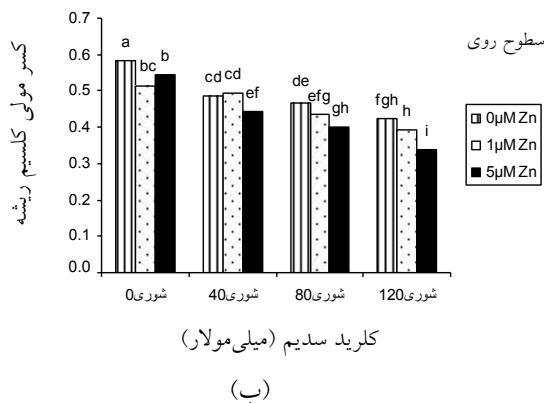 0.7
0.6
0.5
0.4
0.3
0.2
0.1
0.0
کسر مولی کلسیم ریشه
a
bc
b
cd
cd
ef
de
efg
gh
fgh
h
i
شوری0
شوری40
شوری80
شوری120
کلرید سدیم (میلی‌مولار)
سطوح روی
0µM Zn
1µM Zn
5µM Zn
(ب)